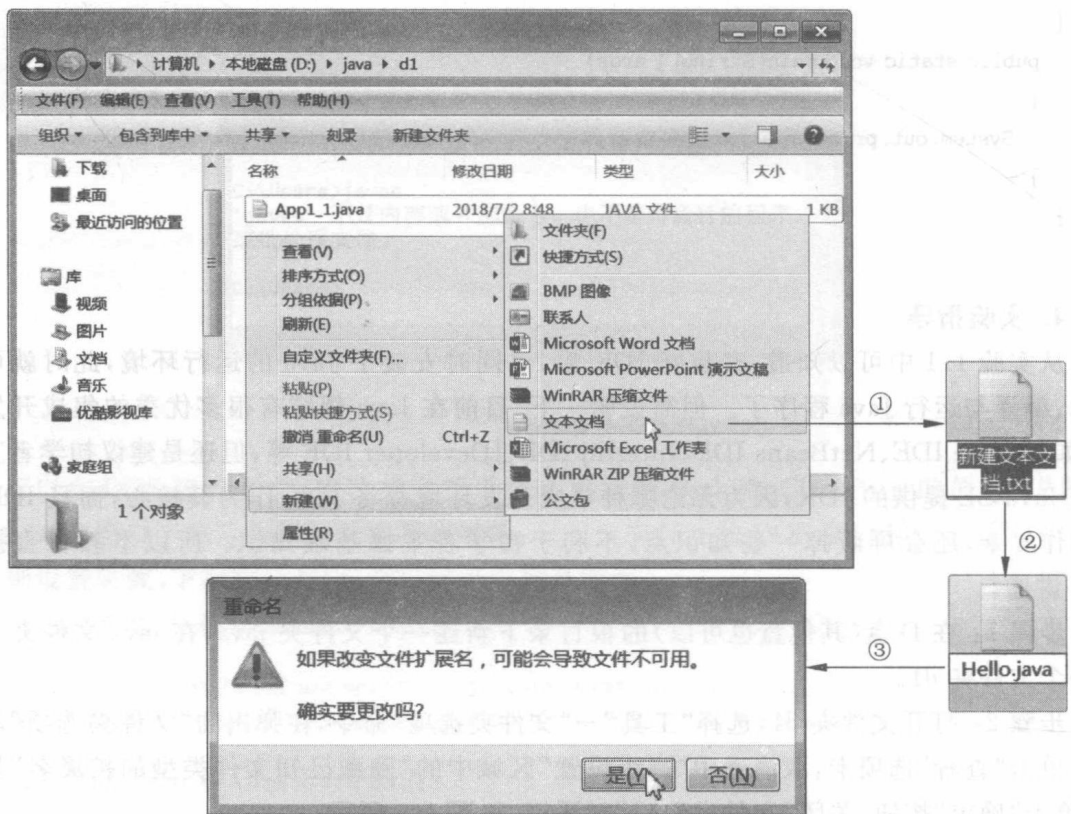 计算机 ▸ 本地磁盘 (D:) ▸ java ▸ d1
文件(F) 编辑(E) 查看(V) 工具(T) 帮助(H)
组织 包含到库中 共享 刻录 新建文件夹
下载
桌面
最近访问的位置
库
视频
图片
文档
音乐
优酷影视库
家庭组
1 个对象
名称 修改日期 类型 大小
App1_1.java 2018/7/2 8:48 JAVA 文件 1 KB
查看(V)
排序方式(O)
分组依据(P)
刷新(E)
自定义文件夹(F)...
粘贴(P)
粘贴快捷方式(S)
撤消 重命名(U) Ctrl+Z
共享(H)
新建(W)
属性(R)
文件夹(F)
快捷方式(S)
BMP 图像
联系人
Microsoft Word 文档
Microsoft PowerPoint 演示文稿
WinRAR 压缩文件
文本文档
Microsoft Excel 工作表
WinRAR ZIP 压缩文件
公文包
①
新建文本文
档.txt
②
Hello.java
③
重命名
如果改变文件扩展名，可能会导致文件不可用。
确实要更改吗?
是(Y) 否(N)